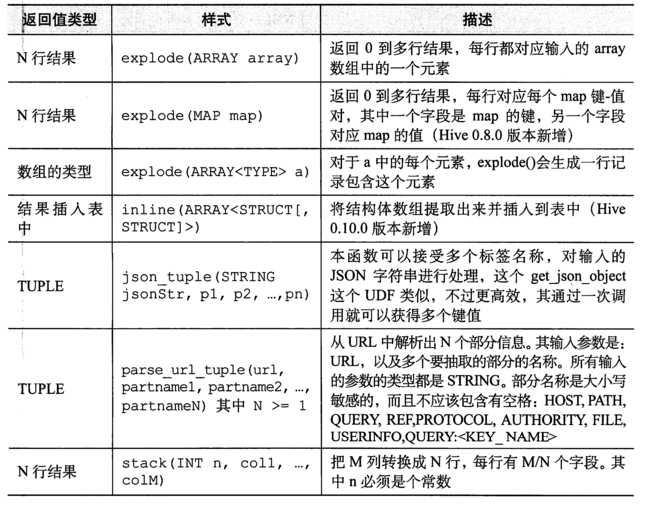 返回值类型 样式 描述
N 行结果 explode(ARRAY array) 返回 0 到多行结果，每行都对应输入的 array
数组中的一个元素
N 行结果 explode(MAP map) 返回 0 到多行结果，每行对应每个 map 键-值
对，其中一个字段是 map 的键，另一个字段
对应 map 的值（Hive 0.8.0 版本新增）
数组的类型 explode(ARRAY<TYPE> a) 对于 a 中的每个元素，explode()会生成一行记
录包含这个元素
结果插入表
中
inline(ARRAY<STRUCT[,
STRUCT]>)
将结构体数组提取出来并插入到表中（Hive
0.10.0 版本新增）
TUPLE
json_tuple(STRING
jsonStr, p1, p2, …,pn)
本函数可以接受多个标签名称，对输入的
JSON 字符串进行处理，这个 get_json_object
这个 UDF 类似，不过更高效，其通过一次调
用就可以获得多个键值
TUPLE
parse_url_tuple(url,
partname1, partname2, …,
partnameN) 其中 N >= 1
从 URL 中解析出 N 个部分信息。其输入参数是：
URL，以及多个要抽取的部分的名称。所有输入
的参数的类型都是 STRING。部分名称是大小写
敏感的，而且不应该包含有空格：HOST, PATH,
QUERY, REF,PROTOCOL, AUTHORITY, FILE,
USERINFO,QUERY:<KEY_NAME>
N 行结果
stack(INT n, col1, …,
colM)
把 M 列转换成 N 行，每行有 M/N 个字段。其
中 n 必须是个常数